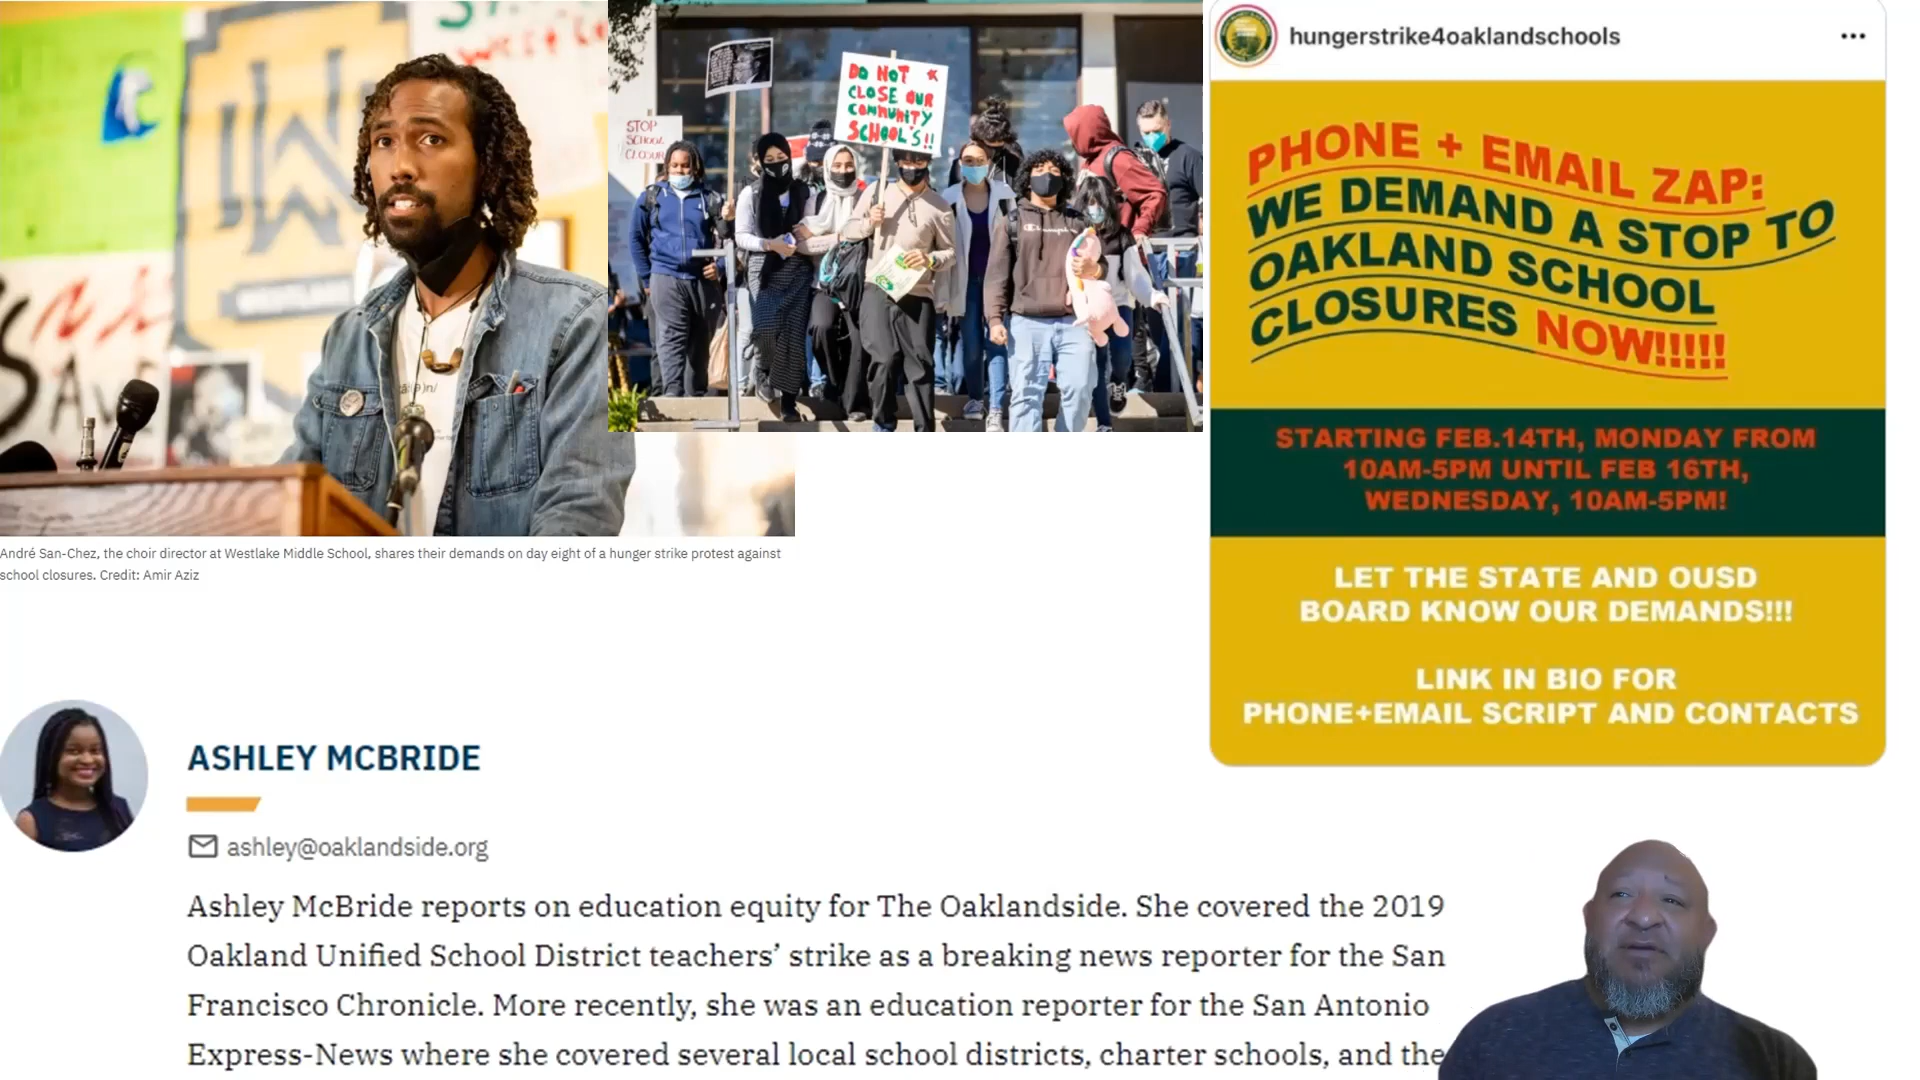 André San-Chez, the choir director at Westlake Middle School, shares their demands on day eight of a hunger strike protest against
school closures. Credit: Amir Aziz
STOP
SCHOOL
DO NOT
CLOSE OUR
COMMUNITY
SCHOOL'S!!
Champion
hungerstrike4oaklandschools
PHONE + EMAIL ZAP:
WE DEMAND A STOP TO
OAKLAND SCHOOL
CLOSURES NOW!!!!!
STARTING FEB.14TH, MONDAY FROM
10AM-5PM UNTIL FEB 16TH,
WEDNESDAY, 10AM-5PM!
LET THE STATE AND OUSD
BOARD KNOW OUR DEMANDS!!!
LINK IN BIO FOR
PHONE+EMAIL SCRIPT AND CONTACTS
ASHLEY MCBRIDE
ashley@oaklandside.org
Ashley McBride reports on education equity for The Oaklandside. She covered the 2019
Oakland Unified School District teachers’ strike as a breaking news reporter for the San
Francisco Chronicle. More recently, she was an education reporter for the San Antonio
Express-News where she covered several local school districts, charter schools, and the